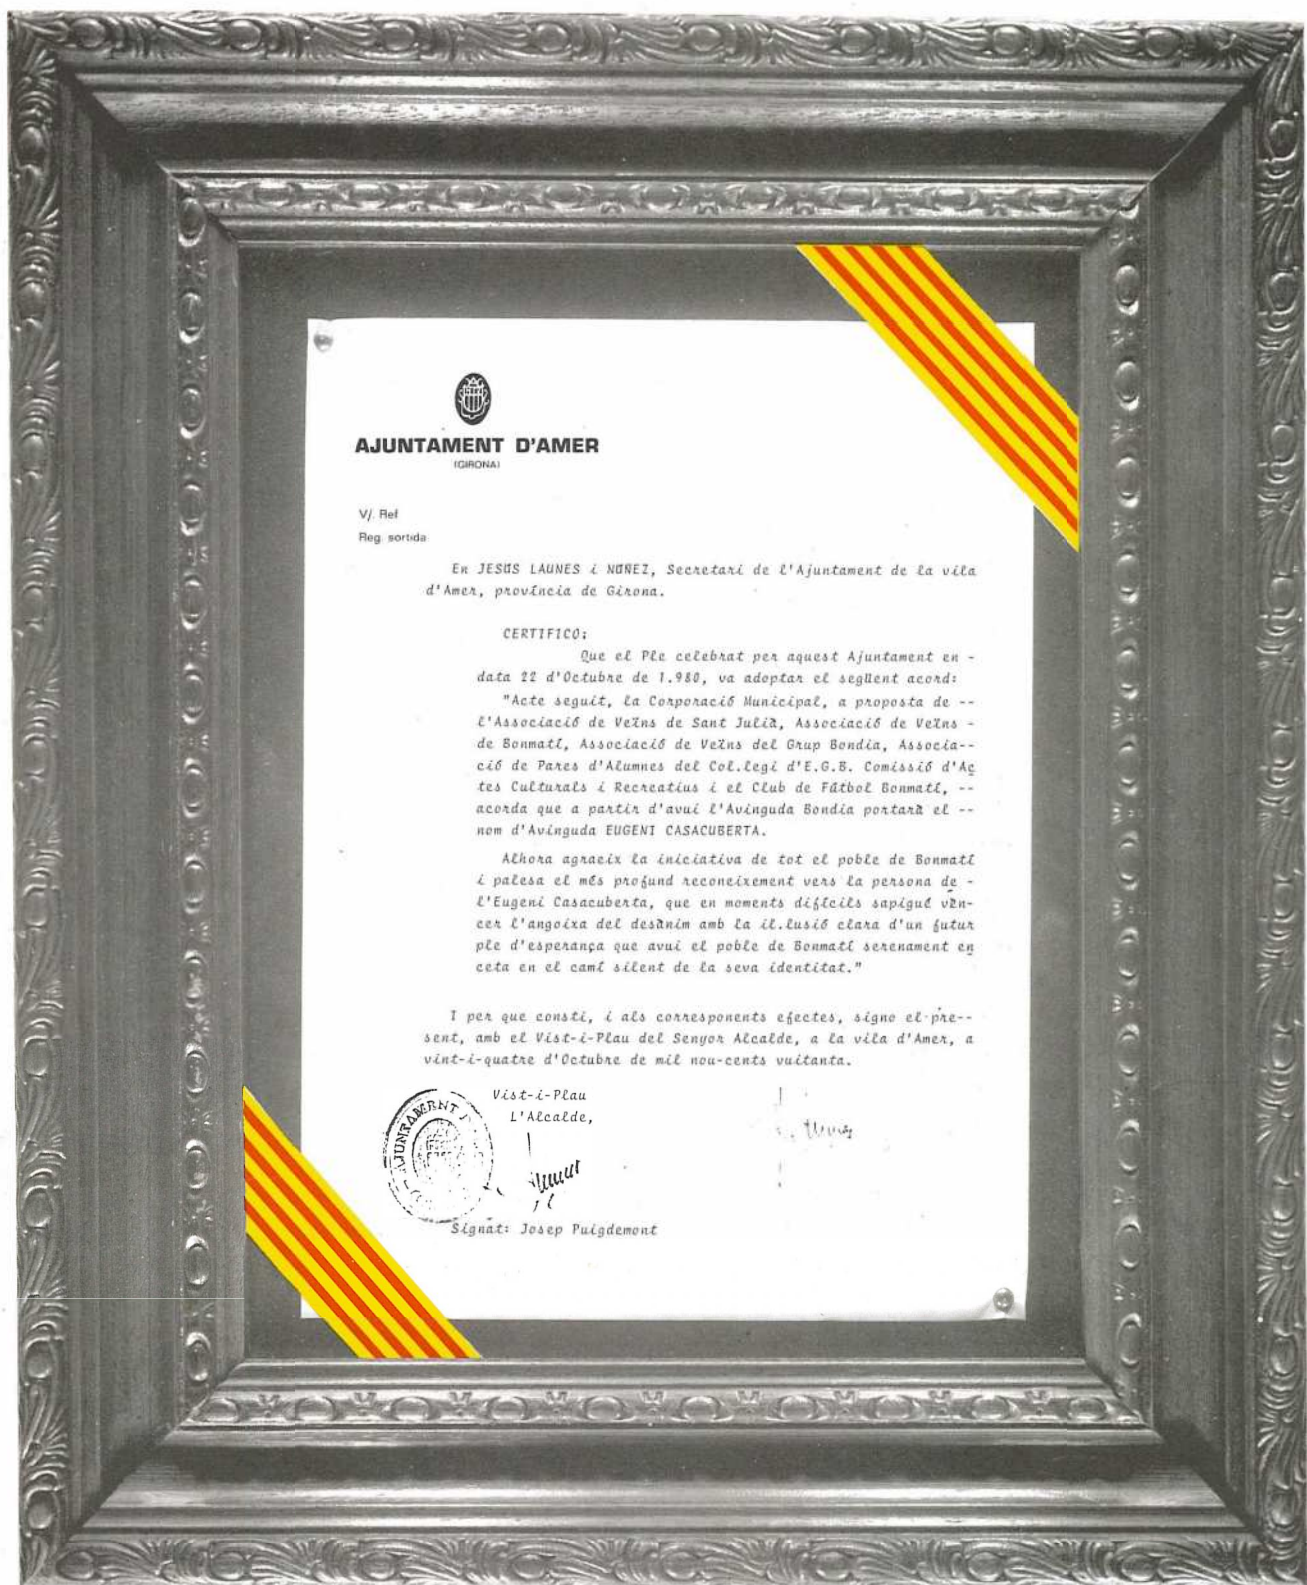 AJUNTAMENT D'AMER
(GIRONA)
V/. Ref
Reg. sortida
En JESÚS LAUNES i NÚÑEZ, Secretari de l'Ajuntament de la vila
d'Amer, província de Girona.
CERTIFICO:
Que el Ple celebrat per aquest Ajuntament en -
data 22 d'Octubre de 1.980, va adoptar el següent acord:
"Acte seguit, la Corporació Municipal, a proposta de --
l'Associació de Veïns de Sant Julià, Associació de Veïns -
de Bonmatí, Associació de Veïns del Grup Bondia, Associa--
ció de Pares d'Alumnes del Col.legi d'E.G.B. Comissió d'Ac
tes Culturals i Recreatius i el Club de Fútbol Bonmatí, --
acorda que a partir d'avui l'Avinguda Bondia portarà el --
nom d'Avinguda EUGENI CASACUBERTA.
Alhora agraeix la iniciativa de tot el poble de Bonmatí
i palesa el més profund reconeixement vers la persona de -
l'Eugeni Casacuberta, que en moments difícils sapigué vèn-
cer l'angoixa del desànim amb la il.lusió clara d'un futur
ple d'esperança que avui el poble de Bonmatí serenament en
ceta en el camí silent de la seva identitat."
I per que consti, i als corresponents efectes, signo el pre--
sent, amb el Vist-i-Plau del Senyor Alcalde, a la vila d'Amer, a
vint-i-quatre d'Octubre de mil nou-cents vuitanta.
Vist-i-Plau
L'Alcalde,
AJUNTAMENT
Signat: Josep Puigdemont